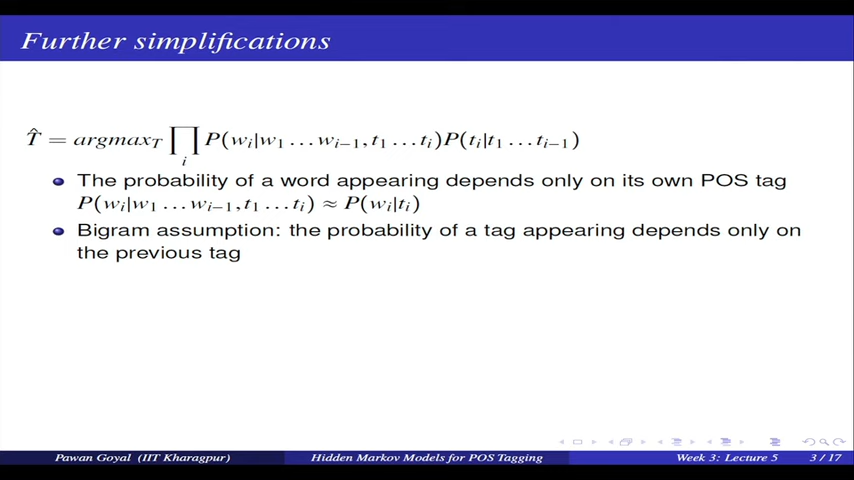 Further simplifications
T̂ = argmax_T ∏_i P(w_i|w_1 … w_{i−1}, t_1 … t_i)P(t_i|t_1 … t_{i−1})
The probability of a word appearing depends only on its own POS tag
P(w_i|w_1 … w_{i−1}, t_1 … t_i) ≈ P(w_i|t_i)
Bigram assumption: the probability of a tag appearing depends only on
the previous tag
Pawan Goyal (IIT Kharagpur) Hidden Markov Models for POS Tagging Week 3: Lecture 5 3 / 17